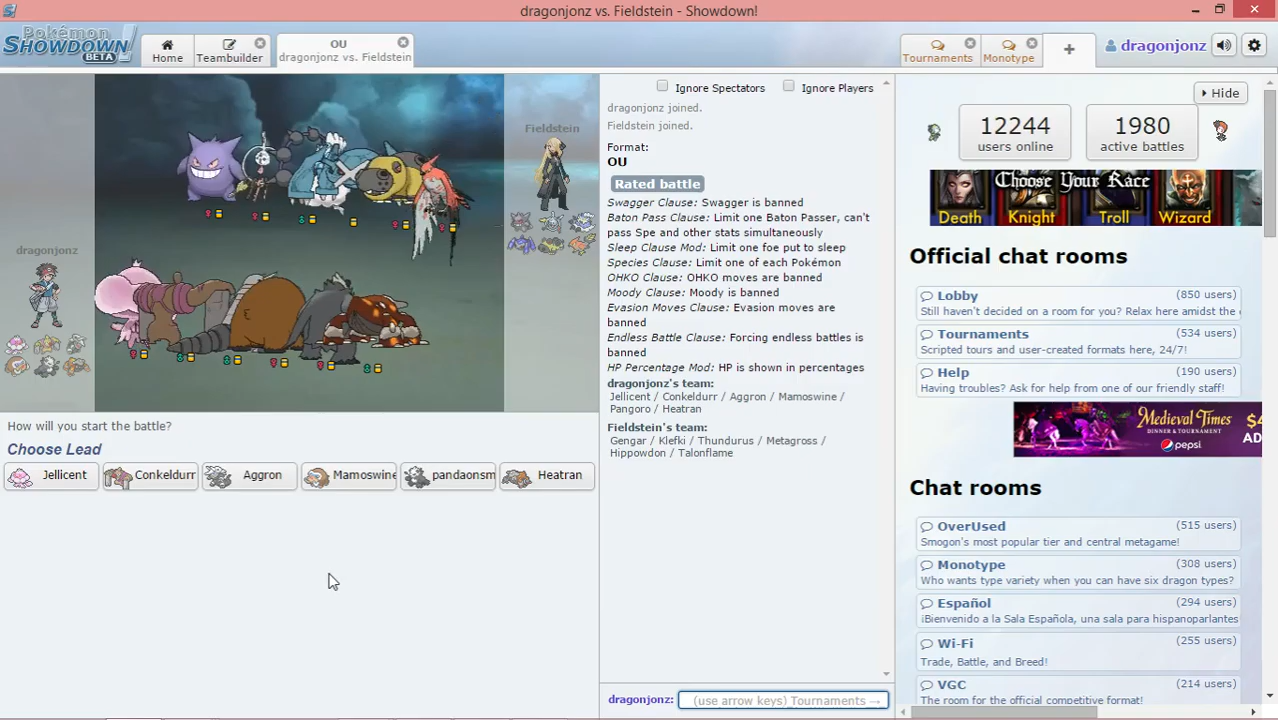 dragonjonz vs. Fieldstein - Showdown!
Pokémon
SHOWDOWN!
BETA
Home
Teambuilder
OU
dragonjonz vs. Fieldstein
Tournaments
Monotype
+
dragonjonz
dragonjonz
Fieldstein
Ignore Spectators
Ignore Players
dragonjonz joined.
Fieldstein joined.
Format:
OU
Rated battle
Swagger Clause: Swagger is banned
Baton Pass Clause: Limit one Baton Passer, can't
pass Spe and other stats simultaneously
Sleep Clause Mod: Limit one foe put to sleep
Species Clause: Limit one of each Pokémon
OHKO Clause: OHKO moves are banned
Moody Clause: Moody is banned
Evasion Moves Clause: Evasion moves are
banned
Endless Battle Clause: Forcing endless battles is
banned
HP Percentage Mod: HP is shown in percentages
dragonjonz's team:
Jellicent / Conkeldurr / Aggron / Mamoswine /
Pangoro / Heatran
Fieldstein's team:
Gengar / Klefki / Thundurus / Metagross /
Hippowdon / Talonflame
dragonjonz:
(use arrow keys) Tournaments →
How will you start the battle?
Choose Lead
Jellicent
Conkeldurr
Aggron
Mamoswine
pandaonsm
Heatran
Hide
12244
users online
1980
active battles
Choose Your Race
Death
Knight
Troll
Wizard
Official chat rooms
Lobby
(850 users)
Still haven't decided on a room for you? Relax here amidst the
Tournaments
(534 users)
Scripted tours and user-created formats here, 24/7!
Help
(190 users)
Having troubles? Ask for help from one of our friendly staff!
Medieval Times
DINNER & TOURNAMENT
pepsi
$4
AD
Chat rooms
OverUsed
(515 users)
Smogon's most popular tier and central metagame!
Monotype
(308 users)
Who wants type variety when you can have six dragon types?
Español
(294 users)
¡Bienvenido a la Sala Española, una sala para hispanoparlantes
Wi-Fi
(255 users)
Trade, Battle, and Breed!
VGC
(214 users)
The room for the official competitive format!